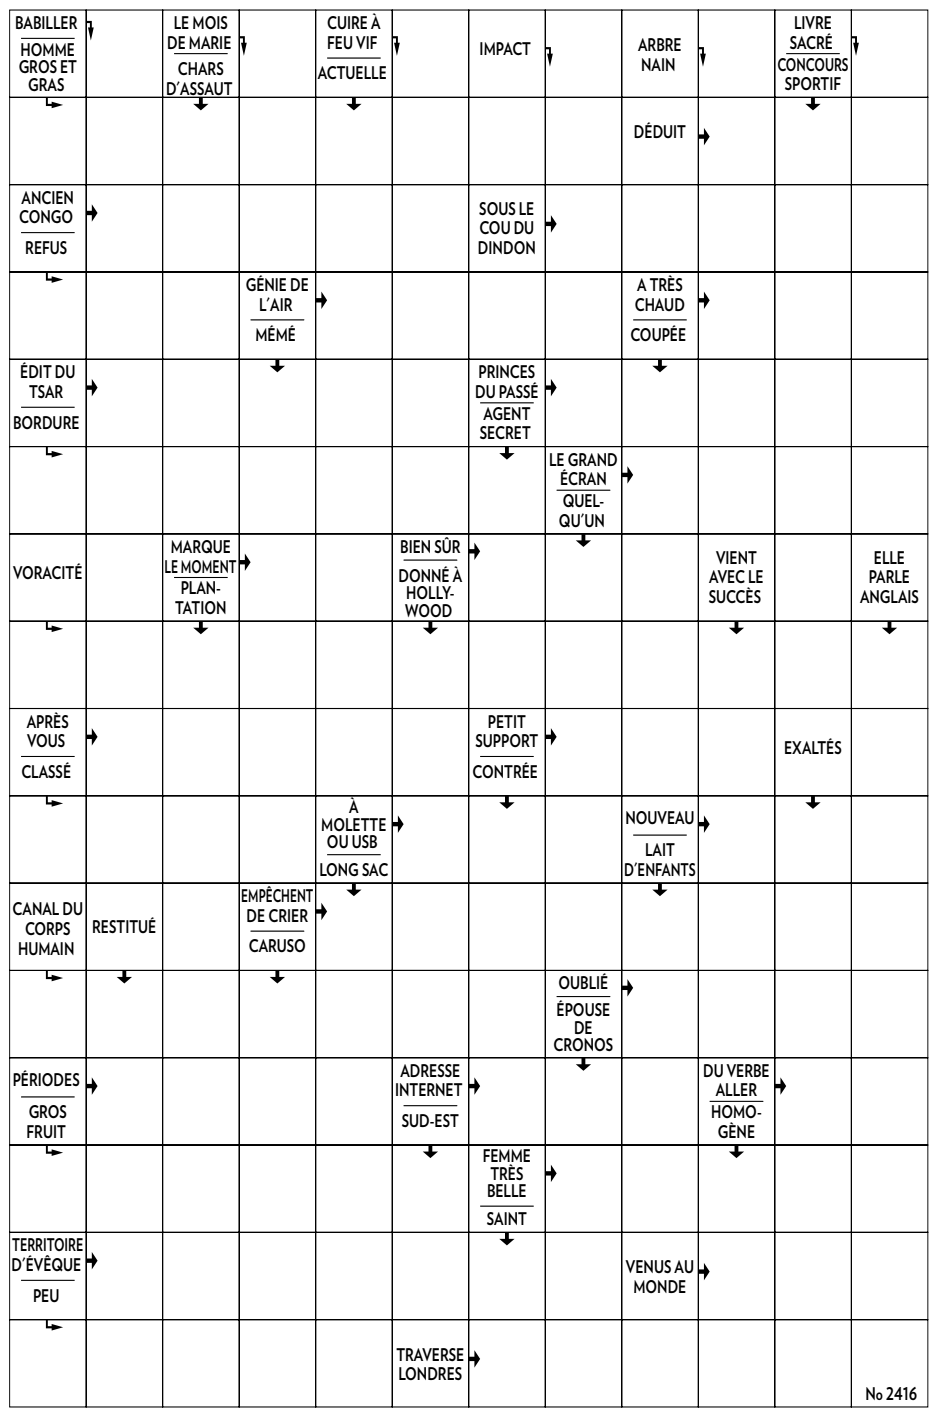 BABILLER
HOMME
GROS ET
GRAS
LE MOIS
DE MARIE
CHARS
D'ASSAUT
CUIRE À
FEU VIF
ACTUELLE
IMPACT
ARBRE
NAIN
LIVRE
SACRÉ
CONCOURS
SPORTIF
DÉDUIT
ANCIEN
CONGO
REFUS
SOUS LE
COU DU
DINDON
GÉNIE DE
L'AIR
MÉMÉ
A TRÈS
CHAUD
COUPÉE
ÉDIT DU
TSAR
BORDURE
PRINCES
DU PASSÉ
AGENT
SECRET
LE GRAND
ÉCRAN
QUEL-
QU'UN
VORACITÉ
MARQUE
LE MOMENT
PLAN-
TATION
BIEN SÛR
DONNÉ À
HOLLY-
WOOD
VIENT
AVEC LE
SUCCÈS
ELLE
PARLE
ANGLAIS
APRÈS
VOUS
CLASSÉ
PETIT
SUPPORT
CONTRÉE
EXALTÉS
À
MOLETTE
OU USB
LONG SAC
NOUVEAU
LAIT
D'ENFANTS
CANAL DU
CORPS
HUMAIN
RESTITUÉ
EMPÊCHENT
DE CRIER
CARUSO
OUBLIÉ
ÉPOUSE
DE
CRONOS
PÉRIODES
GROS
FRUIT
ADRESSE
INTERNET
SUD-EST
DU VERBE
ALLER
HOMO-
GÈNE
FEMME
TRÈS
BELLE
SAINT
TERRITOIRE
D'ÉVÊQUE
PEU
VENUS AU
MONDE
TRAVERSE
LONDRES
No 2416